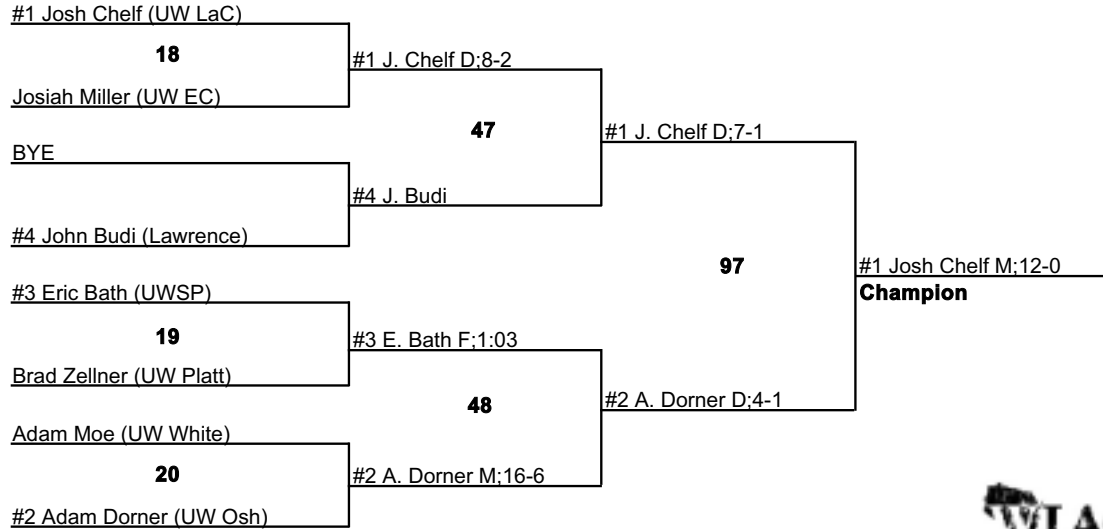 #1 Josh Chelf (UW LaC)
18
#1 J. Chelf D;8-2
Josiah Miller (UW EC)
47
#1 J. Chelf D;7-1
BYE
#4 J. Budi
#4 John Budi (Lawrence)
97
#1 Josh Chelf M;12-0
Champion
#3 Eric Bath (UWSP)
19
#3 E. Bath F;1:03
Brad Zellner (UW Platt)
48
#2 A. Dorner D;4-1
Adam Moe (UW White)
20
#2 A. Dorner M;16-6
#2 Adam Dorner (UW Osh)